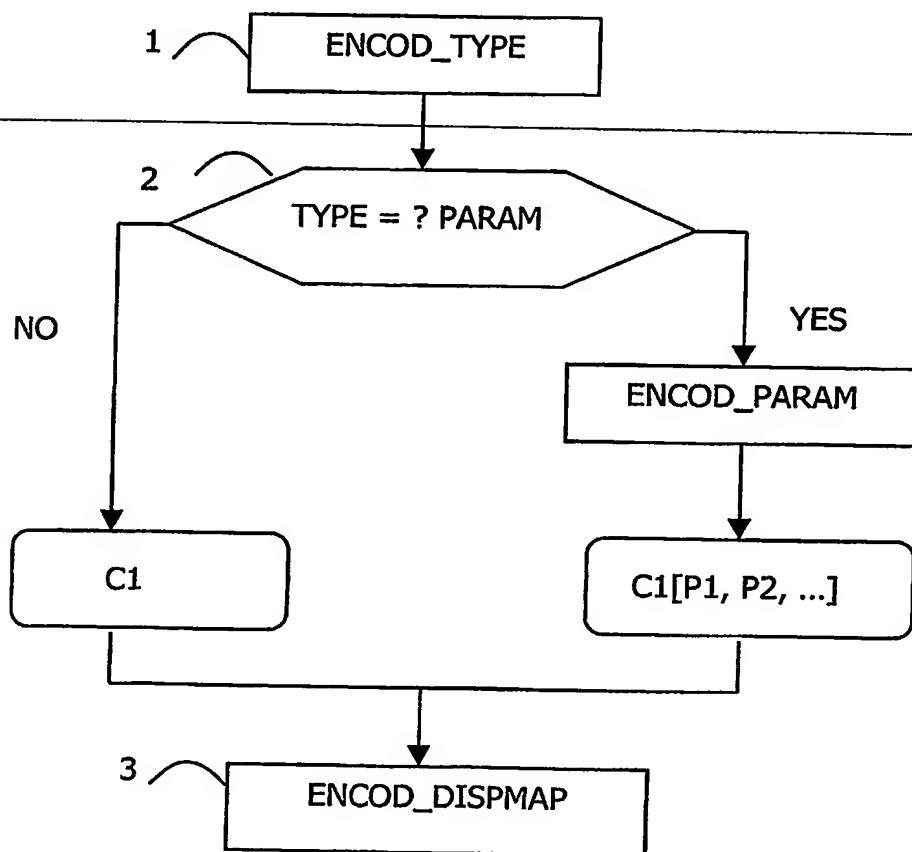 1
ENCOD_TYPE
2
TYPE = ? PARAM
NO
YES
ENCOD_PARAM
C1
C1[P1, P2, ...]
3
ENCOD_DISPMAP